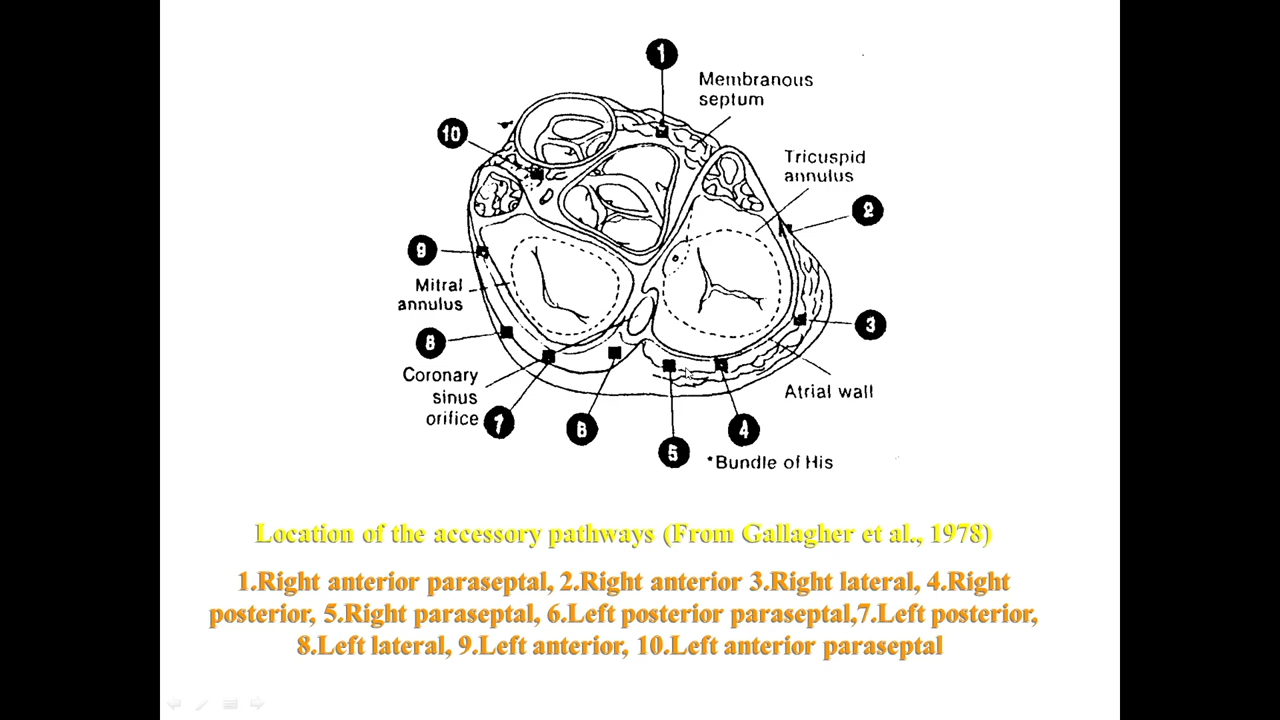 1
Membranous
septum
10
Tricuspid
annulus
2
9
Mitral
annulus
3
8
Coronary
sinus
orifice
Atrial wall
7
6
4
5
*Bundle of His
Location of the accessory pathways (From Gallagher et al., 1978)
1.Right anterior paraseptal, 2.Right anterior 3.Right lateral, 4.Right
posterior, 5.Right paraseptal, 6.Left posterior paraseptal,7.Left posterior,
8.Left lateral, 9.Left anterior, 10.Left anterior paraseptal